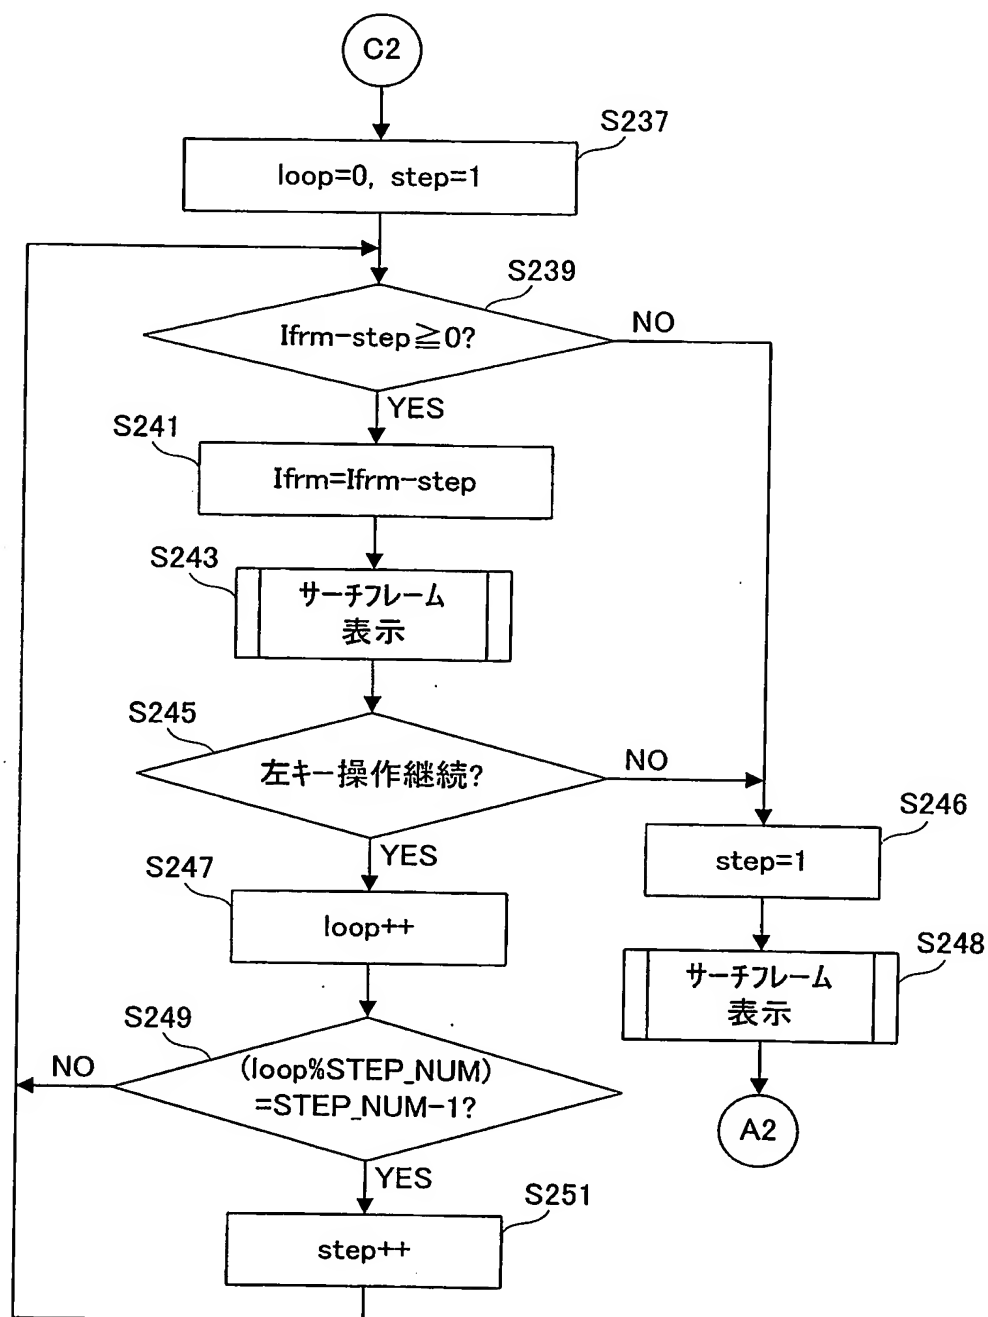 C2
S237
loop=0, step=1
S239
Ifrm-step≧0?
NO
YES
S241
Ifrm=Ifrm-step
S243
サーチフレーム
表示
S245
左キー操作継続?
NO
YES
S246
step=1
S247
loop++
S248
サーチフレーム
表示
S249
(loop%STEP_NUM)
=STEP_NUM-1?
NO
YES
A2
S251
step++